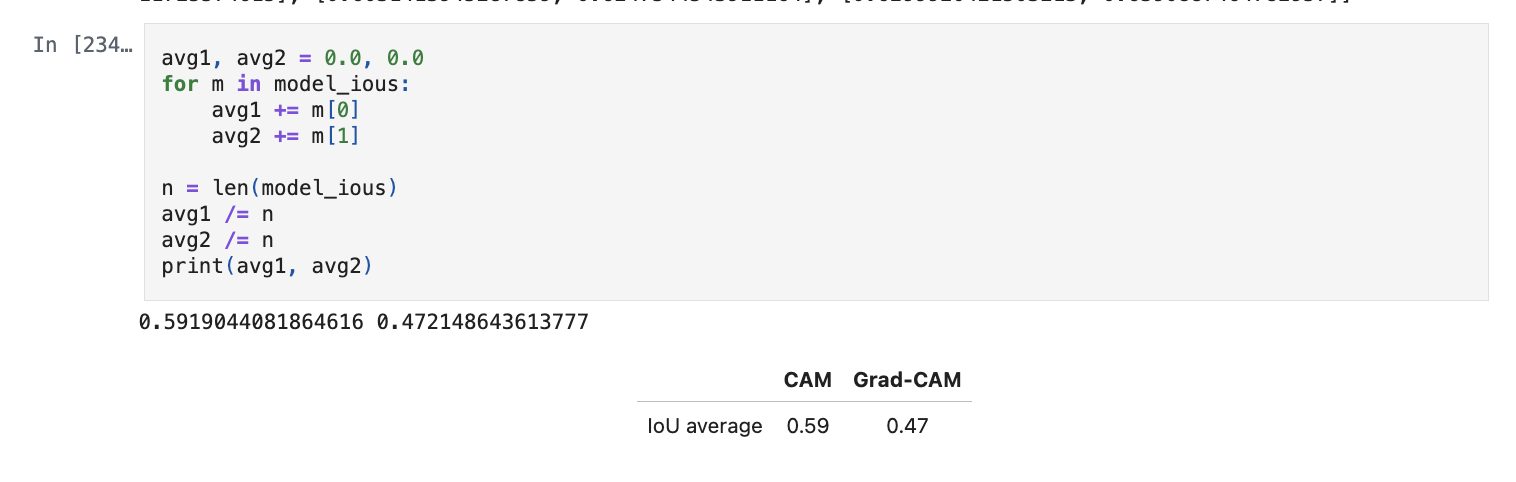 In [234…
avg1, avg2 = 0.0, 0.0
for m in model_ious:
    avg1 += m[0]
    avg2 += m[1]
n = len(model_ious)
avg1 /= n
avg2 /= n
print(avg1, avg2)
0.5919044081864616 0.472148643613777
CAM Grad-CAM
IoU average 0.59 0.47